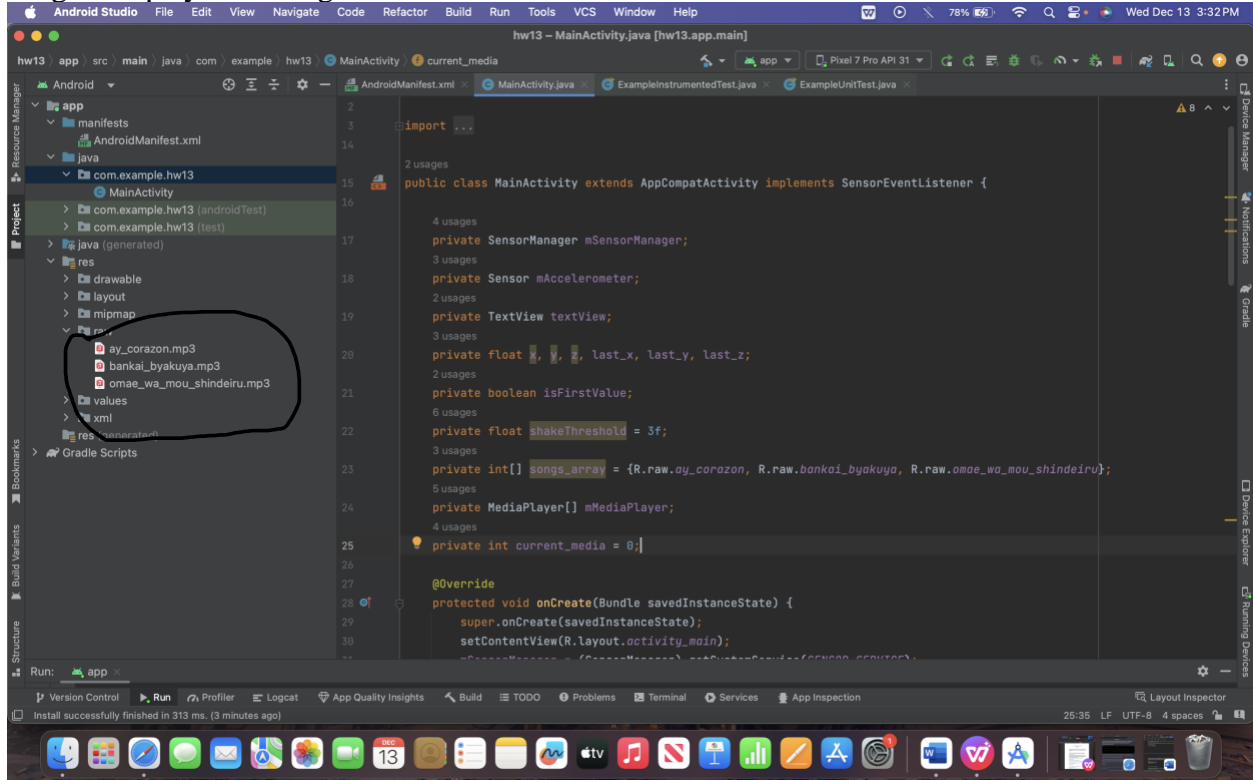 Android Studio File Edit View Navigate Code Refactor Build Run Tools VCS Window Help 78% Wed Dec 13 3:32 PM
hw13 – MainActivity.java [hw13.app.main]
hw13 app src main java com example hw13 MainActivity current_media app Pixel 7 Pro API 31
Android
AndroidManifest.xml MainActivity.java ExampleInstrumentedTest.java ExampleUnitTest.java
Resource Manager
Project
Bookmarks
Build Variants
Structure
app
manifests
AndroidManifest.xml
java
com.example.hw13
MainActivity
com.example.hw13 (androidTest)
com.example.hw13 (test)
java (generated)
res
drawable
layout
mipmap
raw
ay_corazon.mp3
bankai_byakuya.mp3
omae_wa_mou_shindeiru.mp3
values
xml
res (generated)
Gradle Scripts
8
2
3 import ...
14
2 usages
15 public class MainActivity extends AppCompatActivity implements SensorEventListener {
16
4 usages
17 private SensorManager mSensorManager;
3 usages
18 private Sensor mAccelerometer;
2 usages
19 private TextView textView;
3 usages
20 private float x, y, z, last_x, last_y, last_z;
2 usages
21 private boolean isFirstValue;
6 usages
22 private float shakeThreshold = 3f;
3 usages
23 private int[] songs_array = {R.raw.ay_corazon, R.raw.bankai_byakuya, R.raw.omae_wa_mou_shindeiru};
5 usages
24 private MediaPlayer[] mMediaPlayer;
4 usages
25 private int current_media = 0;
26
27 @Override
28 protected void onCreate(Bundle savedInstanceState) {
29 super.onCreate(savedInstanceState);
30 setContentView(R.layout.activity_main);
Device Manager
Notifications
Gradle
Device Explorer
Running Devices
Run: app
Version Control Run Profiler Logcat App Quality Insights Build TODO Problems Terminal Services App Inspection Layout Inspector
Install successfully finished in 313 ms. (3 minutes ago) 25:35 LF UTF-8 4 spaces
DEC
13
tv